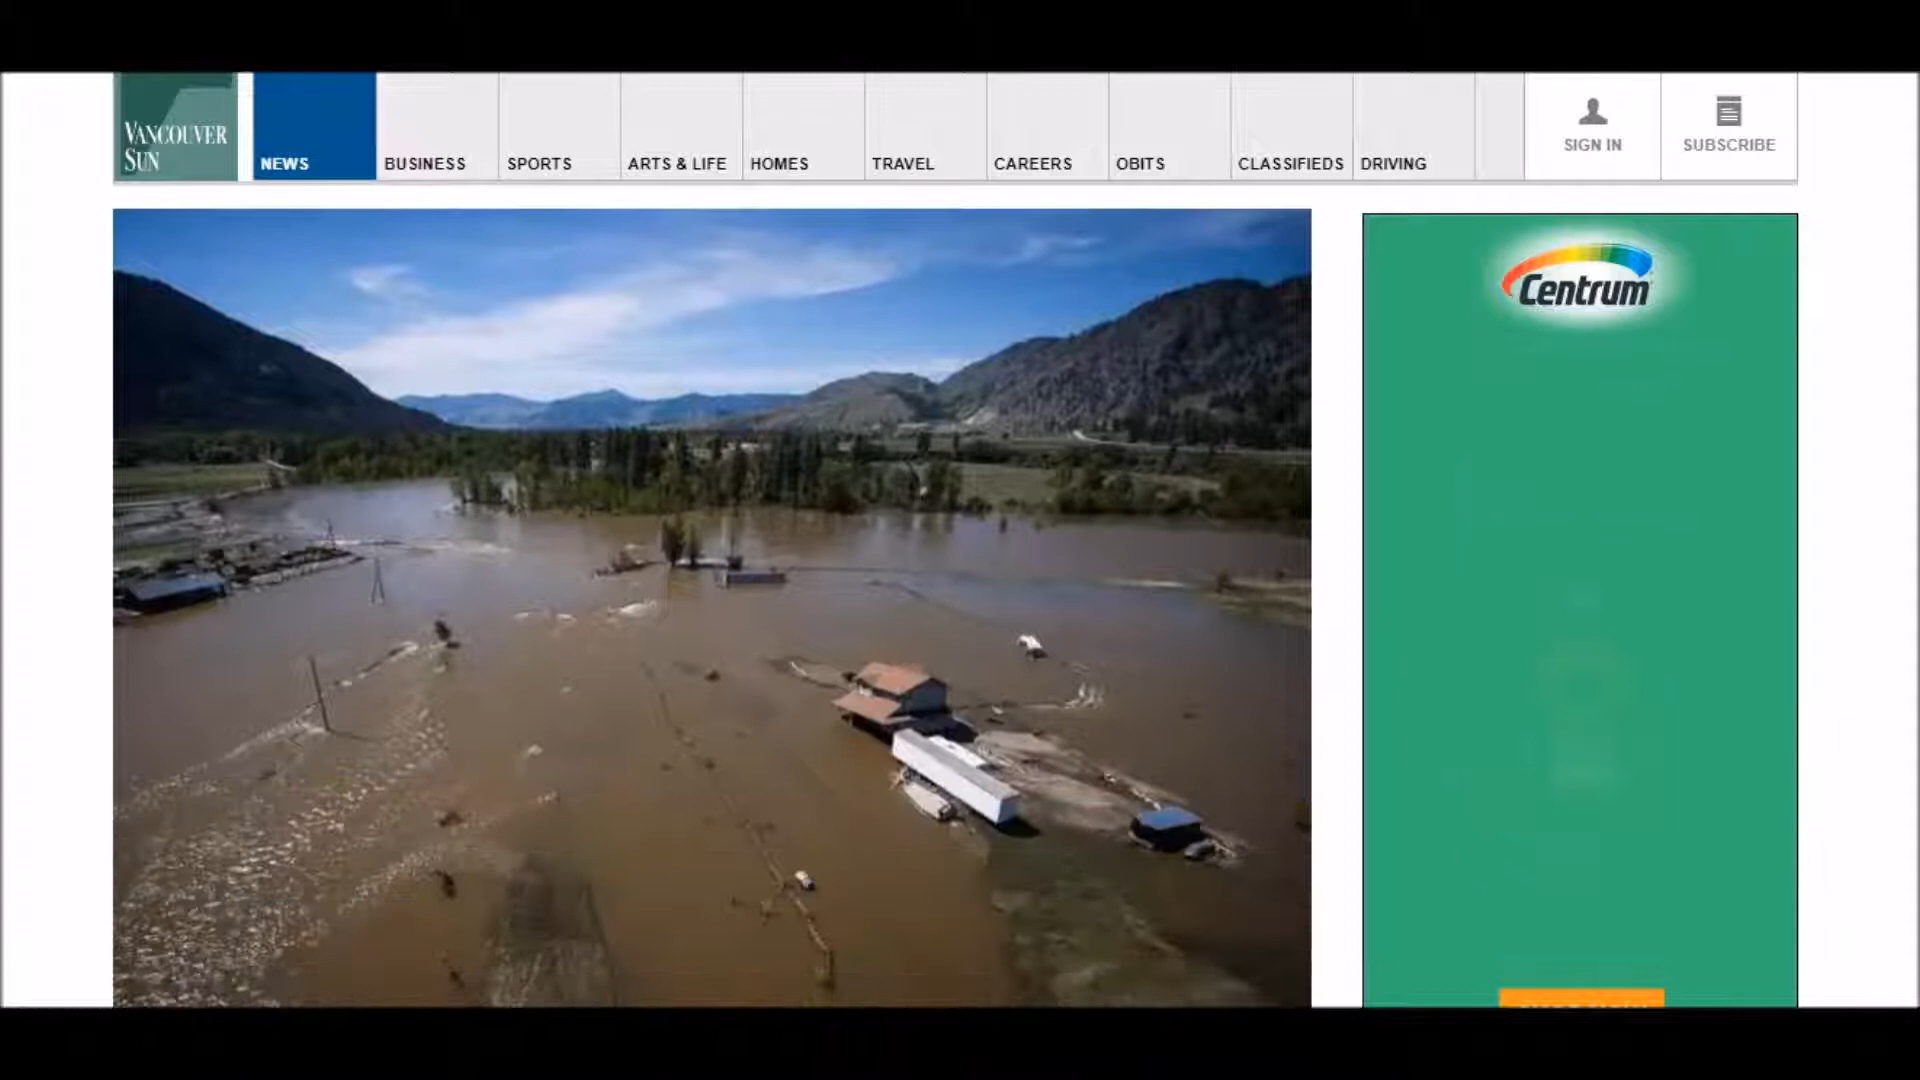 VANCOUVER
SUN
NEWS
BUSINESS
SPORTS
ARTS & LIFE
HOMES
TRAVEL
CAREERS
OBITS
CLASSIFIEDS
DRIVING
SIGN IN
SUBSCRIBE
Centrum